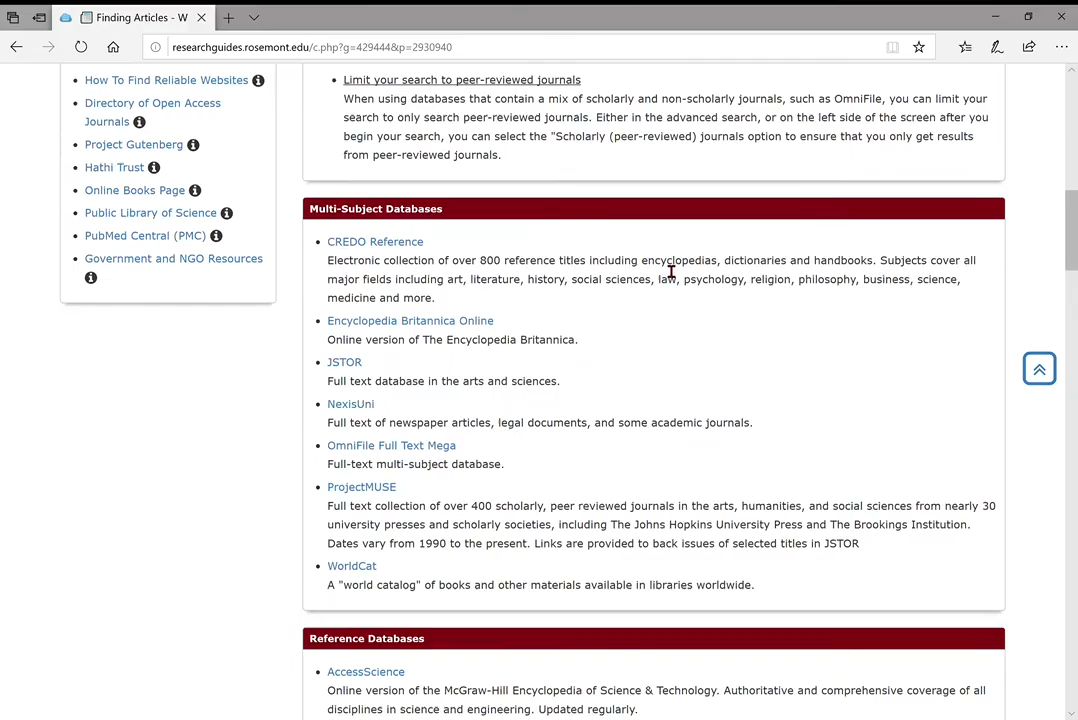 Finding Articles - W
researchguides.rosemont.edu/c.php?g=429444&p=2930940
How To Find Reliable Websites
Directory of Open Access
Journals
Project Gutenberg
Hathi Trust
Online Books Page
Public Library of Science
PubMed Central (PMC)
Government and NGO Resources
Limit your search to peer-reviewed journals
When using databases that contain a mix of scholarly and non-scholarly journals, such as OmniFile, you can limit your
search to only search peer-reviewed journals. Either in the advanced search, or on the left side of the screen after you
begin your search, you can select the "Scholarly (peer-reviewed) journals option to ensure that you only get results
from peer-reviewed journals.
Multi-Subject Databases
CREDO Reference
Electronic collection of over 800 reference titles including encyclopedias, dictionaries and handbooks. Subjects cover all
major fields including art, literature, history, social sciences, law, psychology, religion, philosophy, business, science,
medicine and more.
Encyclopedia Britannica Online
Online version of The Encyclopedia Britannica.
JSTOR
Full text database in the arts and sciences.
NexisUni
Full text of newspaper articles, legal documents, and some academic journals.
OmniFile Full Text Mega
Full-text multi-subject database.
ProjectMUSE
Full text collection of over 400 scholarly, peer reviewed journals in the arts, humanities, and social sciences from nearly 30
university presses and scholarly societies, including The Johns Hopkins University Press and The Brookings Institution.
Dates vary from 1990 to the present. Links are provided to back issues of selected titles in JSTOR
WorldCat
A "world catalog" of books and other materials available in libraries worldwide.
Reference Databases
AccessScience
Online version of the McGraw-Hill Encyclopedia of Science & Technology. Authoritative and comprehensive coverage of all
disciplines in science and engineering. Updated regularly.